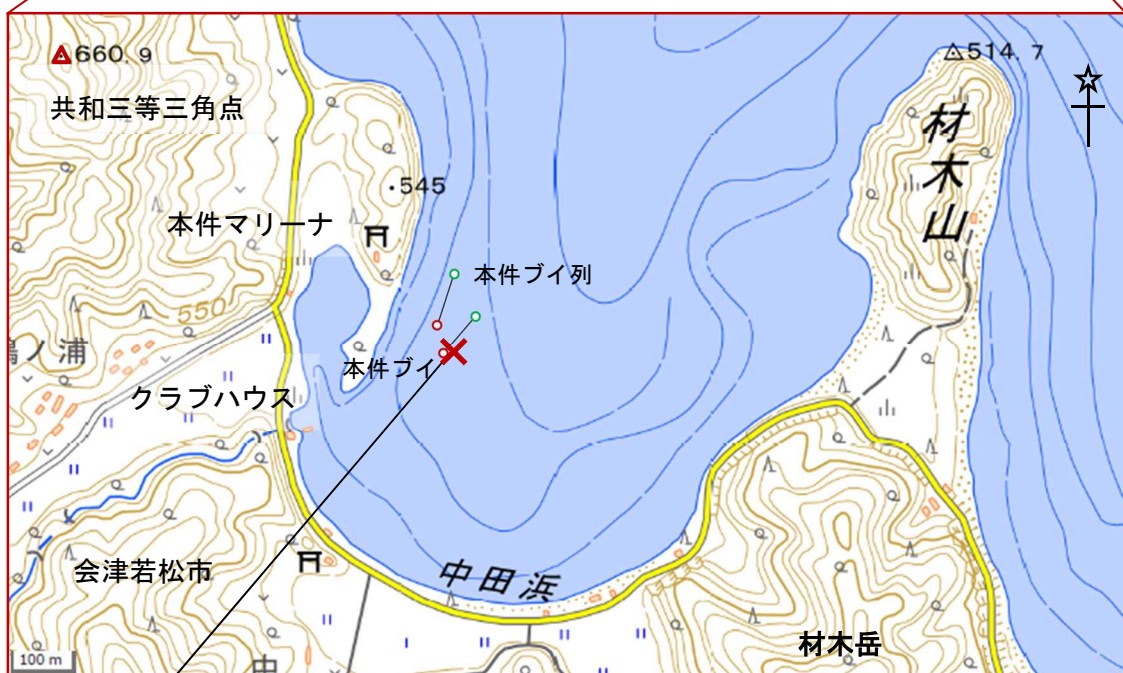 660.9
514.7
共和三等三角点
材木山
545
本件マリーナ
本件ブイ列
550
ノ浦
本件ブイ
クラブハウス
会津若松市
中田浜
材木岳
100 m